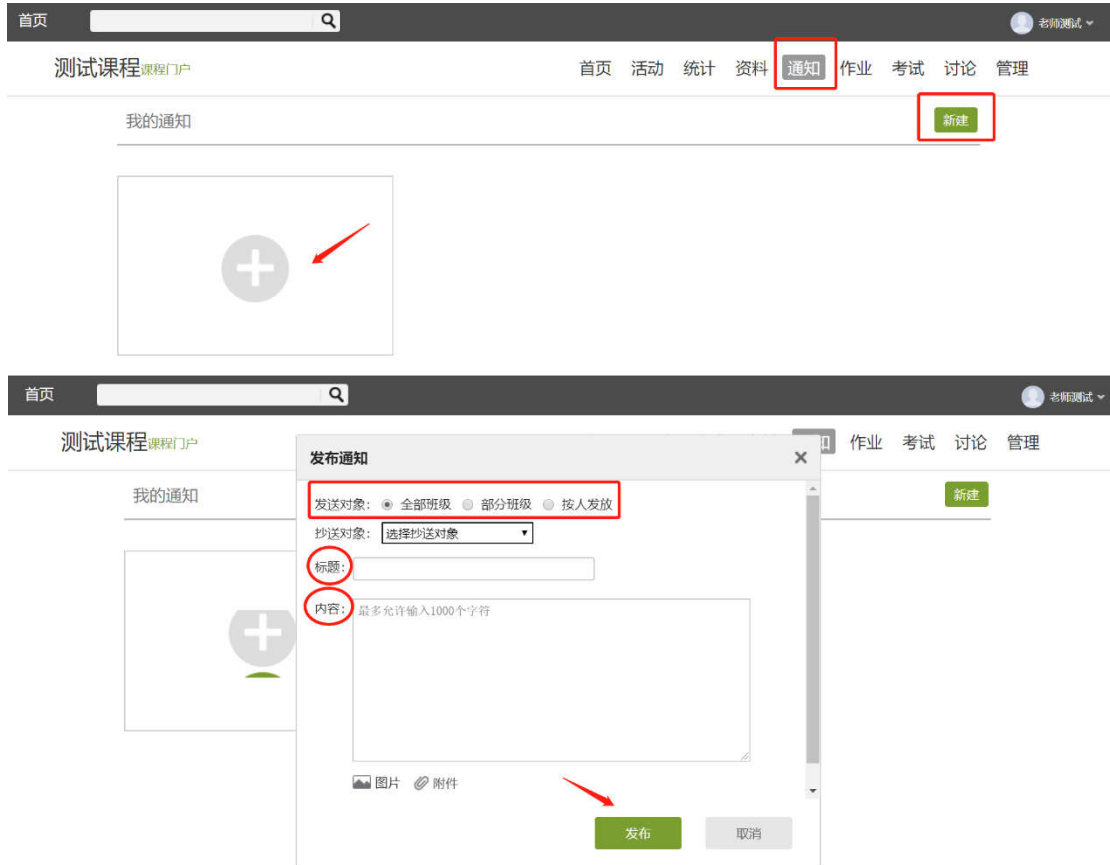 首页 老师测试
测试课程课程门户 首页 活动 统计 资料 通知 作业 考试 讨论 管理
我的通知 新建
首页 老师测试
测试课程课程门户 知 作业 考试 讨论 管理
发布通知
我的通知 新建
发送对象： 全部班级 部分班级 按人发放
抄送对象： 选择抄送对象
标题：
内容： 最多允许输入1000个字符
图片 附件
发布 取消